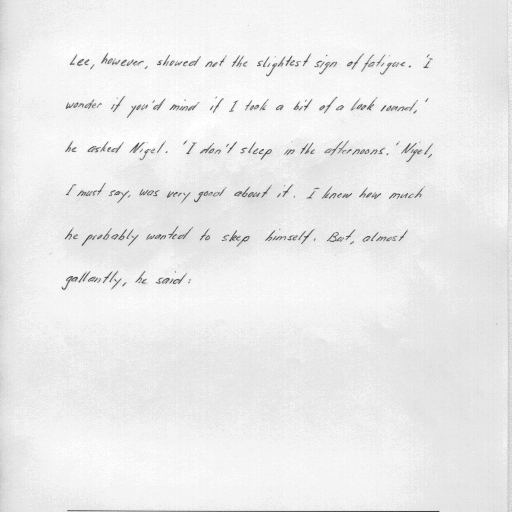 Lee, however, showed not the slightest sign of fatigue. 'I
wonder if you'd mind if I took a bit of a look round,'
he asked Nigel. 'I don't sleep in the afternoons.' Nigel,
I must say, was very good about it. I knew how much
he probably wanted to sleep himself. But, almost
gallantly, he said: